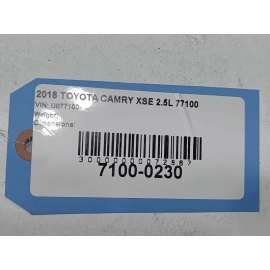 2018 TOYOTA CAMRY XSE 2.5L 77100
VIN: U077100
Weight:
Dimensions:
3000000072887
7100-0230